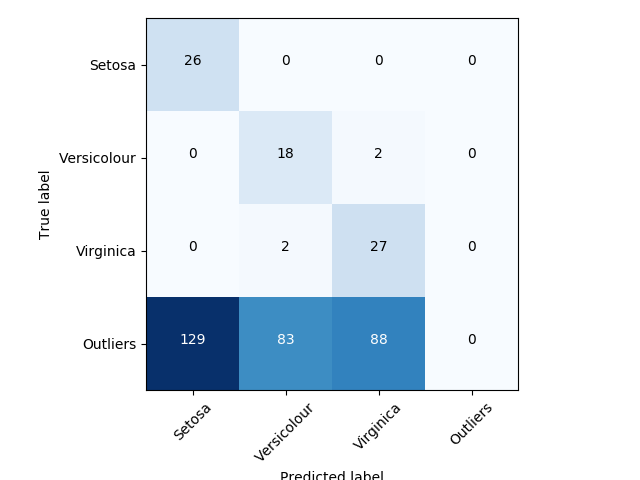 True label
Setosa 26 0 0 0
Versicolour 0 18 2 0
Virginica 0 2 27 0
Outliers 129 83 88 0
Setosa Versicolour Virginica Outliers
Predicted label